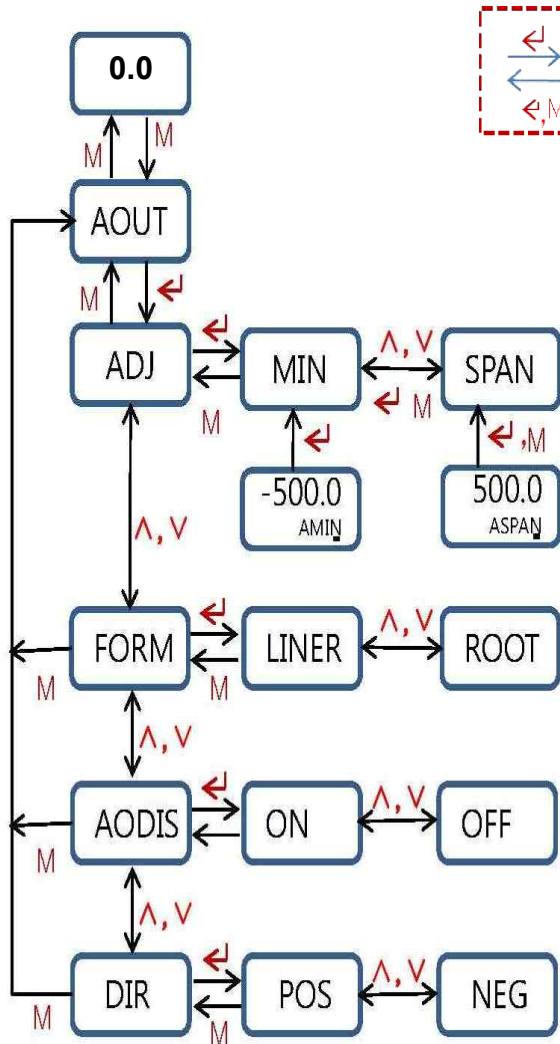 0.0
↵
↵,M
M
M
AOUT
M
↵
ADJ
↵
MIN
∧, ∨
SPAN
M
↵ M
↵
↵,M
-500.0
AMIN
500.0
ASPAN
∧, ∨
FORM
↵
LINER
∧, ∨
ROOT
M
M
∧, ∨
AODIS
↵
ON
∧, ∨
OFF
M
∧, ∨
DIR
↵
POS
∧, ∨
NEG
M
M